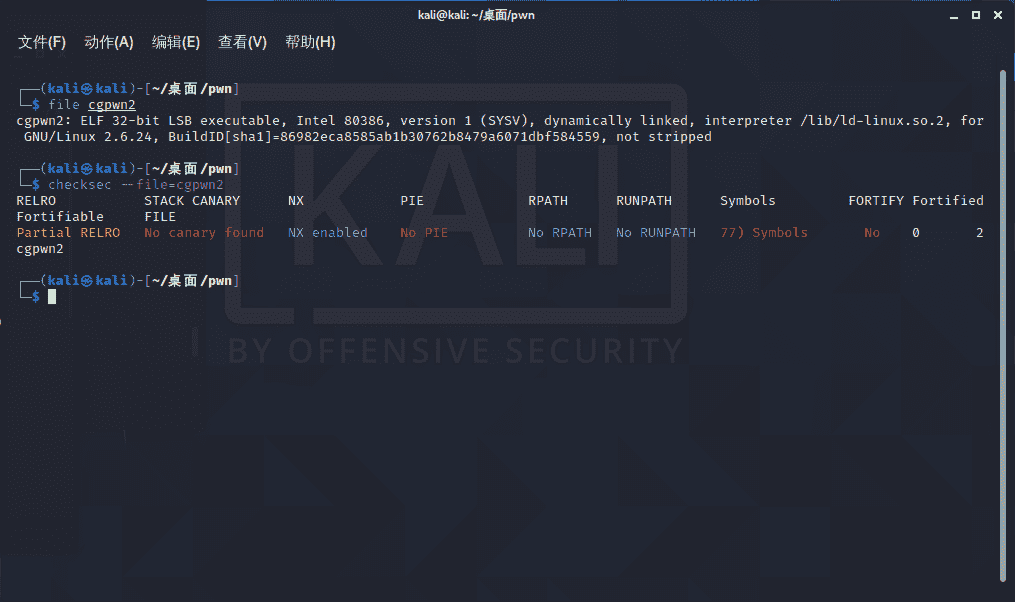 kali@kali: ~/桌面/pwn
文件(F) 动作(A) 编辑(E) 查看(V) 帮助(H)
┌──(kali㉿kali)-[~/桌面/pwn]
└─$ file cgpwn2
cgpwn2: ELF 32-bit LSB executable, Intel 80386, version 1 (SYSV), dynamically linked, interpreter /lib/ld-linux.so.2, for
GNU/Linux 2.6.24, BuildID[sha1]=86982eca8585ab1b30762b8479a6071dbf584559, not stripped
┌──(kali㉿kali)-[~/桌面/pwn]
└─$ checksec --file=cgpwn2
RELRO STACK CANARY NX PIE RPATH RUNPATH Symbols FORTIFY Fortified
Fortifiable FILE
Partial RELRO No canary found NX enabled No PIE No RPATH No RUNPATH 77) Symbols No 0 2
cgpwn2
┌──(kali㉿kali)-[~/桌面/pwn]
└─$
KALI
BY OFFENSIVE SECURITY